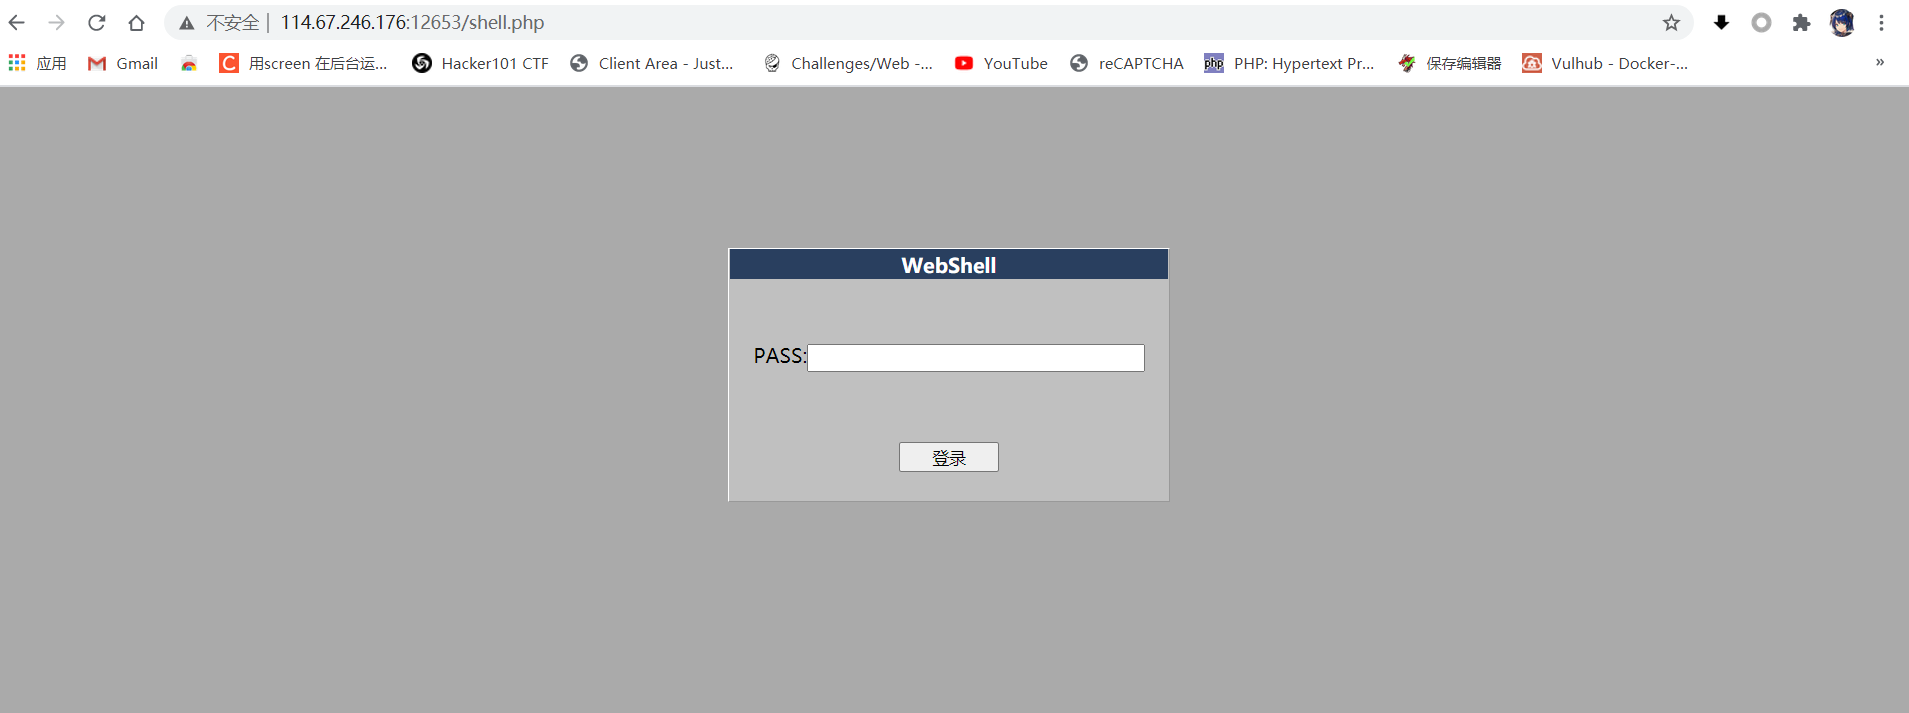 不安全 | 114.67.246.176:12653/shell.php
应用 Gmail 用screen 在后台运... Hacker101 CTF Client Area - Just... Challenges/Web -... YouTube reCAPTCHA php PHP: Hypertext Pr... 保存编辑器 Vulhub - Docker-... »
WebShell
PASS:
登录